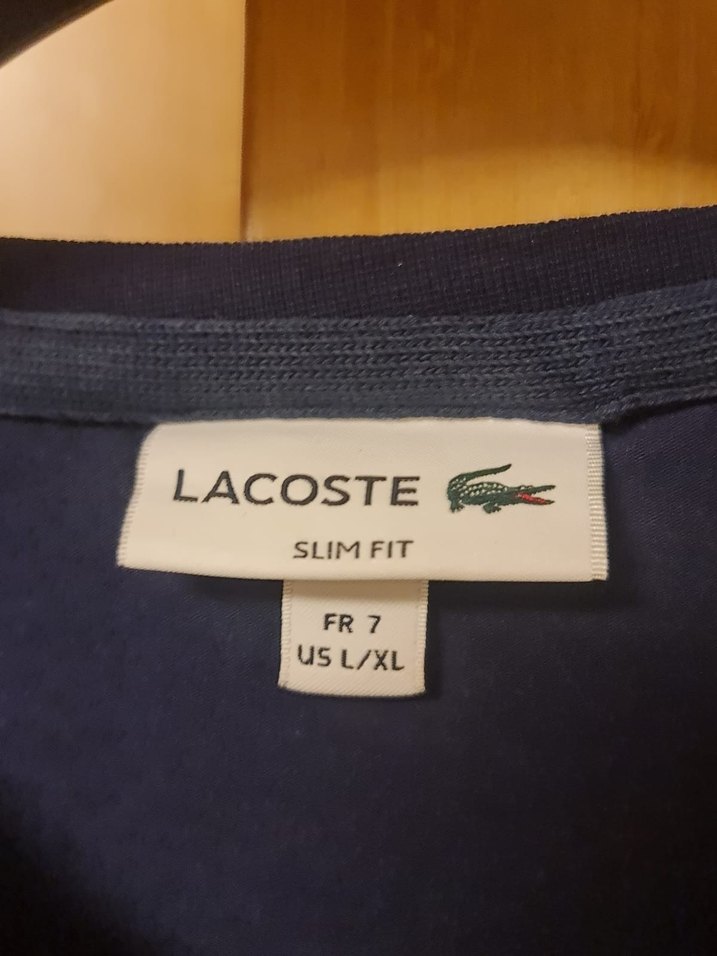 LACOSTE
SLIM FIT
FR 7
US L/XL